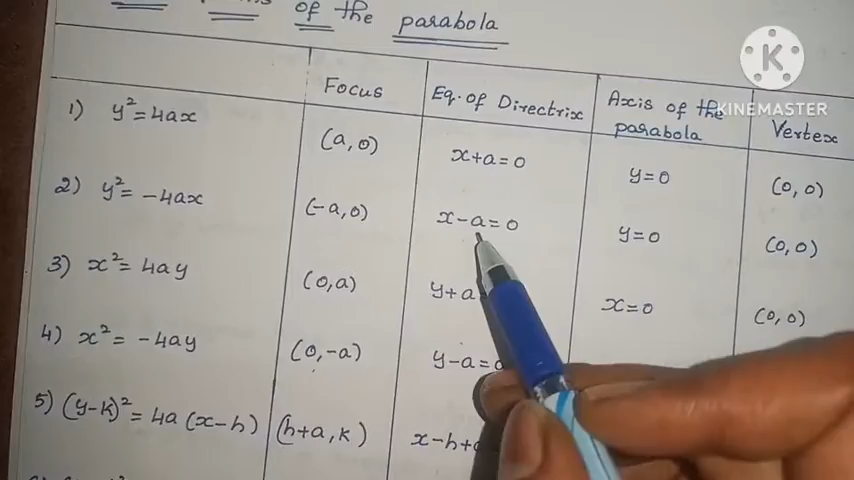 of the parabola
Focus Eq. of Directrix Axis of the parabola Vertex
1) y² = 4ax (a, 0) x+a=0 y=0 (0, 0)
2) y² = -4ax (-a, 0) x-a=0 y=0 (0, 0)
3) x² = 4ay (0, a) y+a x=0 (0, 0)
4) x² = -4ay (0, -a) y-a=0
5) (y-k)² = 4a (x-h) (h+a, k) x-h+a
K
KINEMASTER